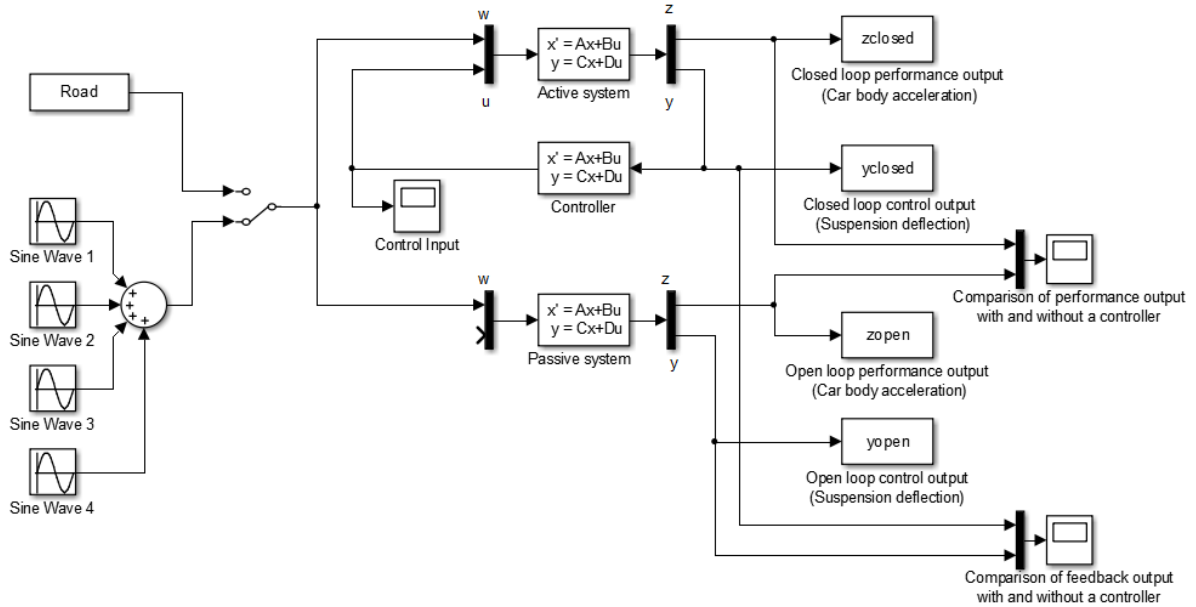 w
z
x' = Ax+Bu
y = Cx+Du
zclosed
Active system
Closed loop performance output
(Car body acceleration)
u
y
Road
x' = Ax+Bu
y = Cx+Du
yclosed
Controller
Closed loop control output
(Suspension deflection)
Control Input
Sine Wave 1
+
+
+
+
Sine Wave 2
Sine Wave 3
Sine Wave 4
w
z
x' = Ax+Bu
y = Cx+Du
Passive system
y
Comparison of performance output
with and without a controller
zopen
Open loop performance output
(Car body acceleration)
yopen
Open loop control output
(Suspension deflection)
Comparison of feedback output
with and without a controller